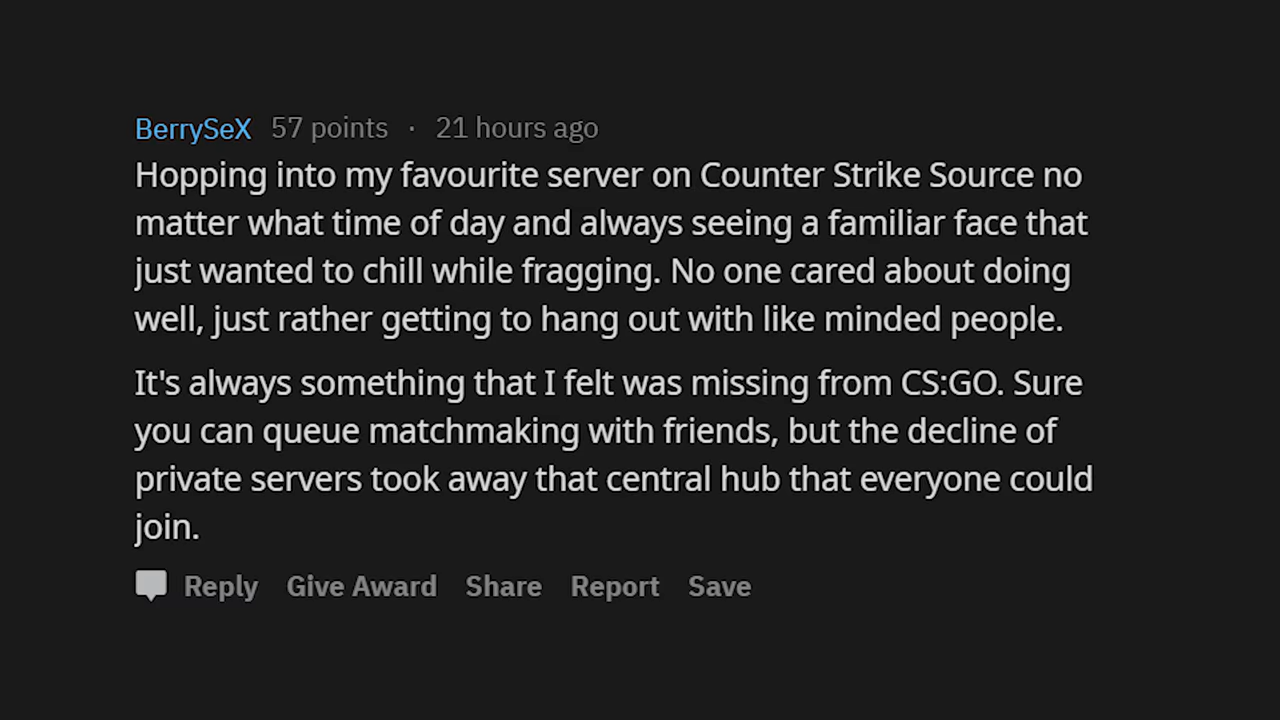 BerrySeX 57 points · 21 hours ago
Hopping into my favourite server on Counter Strike Source no
matter what time of day and always seeing a familiar face that
just wanted to chill while fragging. No one cared about doing
well, just rather getting to hang out with like minded people.
It's always something that I felt was missing from CS:GO. Sure
you can queue matchmaking with friends, but the decline of
private servers took away that central hub that everyone could
join.
Reply Give Award Share Report Save